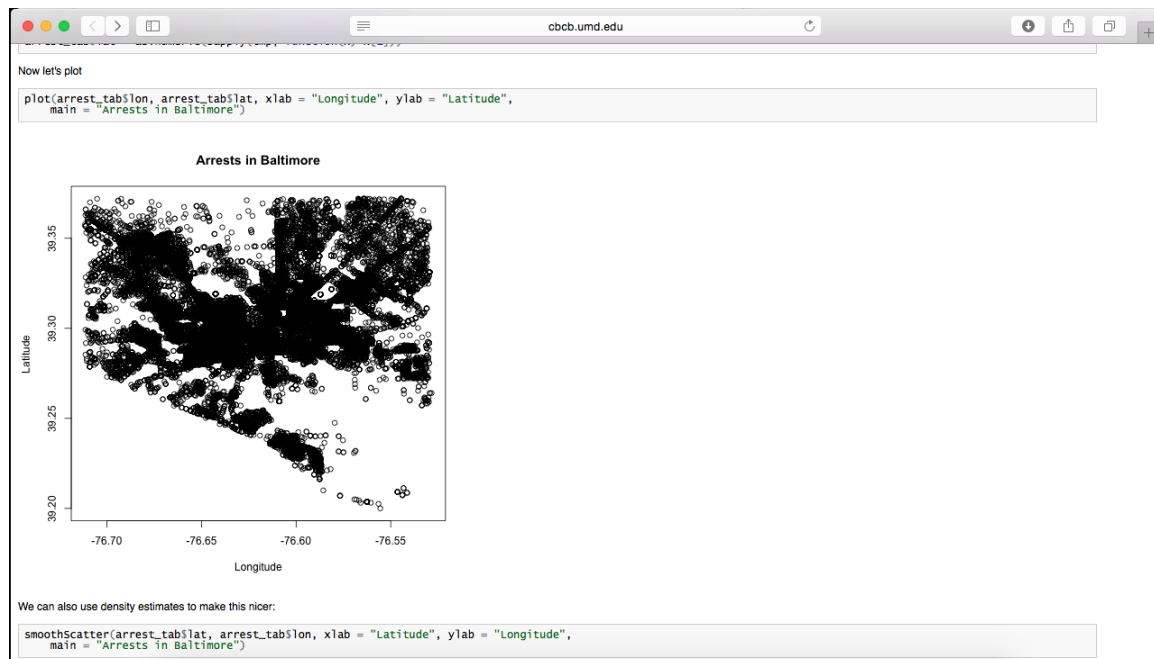 cbcb.umd.edu
Now let's plot
plot(arrest_tab$lon, arrest_tab$lat, xlab = "Longitude", ylab = "Latitude",
main = "Arrests in Baltimore")
Arrests in Baltimore
39.35
39.30
39.25
39.20
Latitude
-76.70 -76.65 -76.60 -76.55
Longitude
We can also use density estimates to make this nicer:
smoothScatter(arrest_tab$lat, arrest_tab$lon, xlab = "Latitude", ylab = "Longitude",
main = "Arrests in Baltimore")